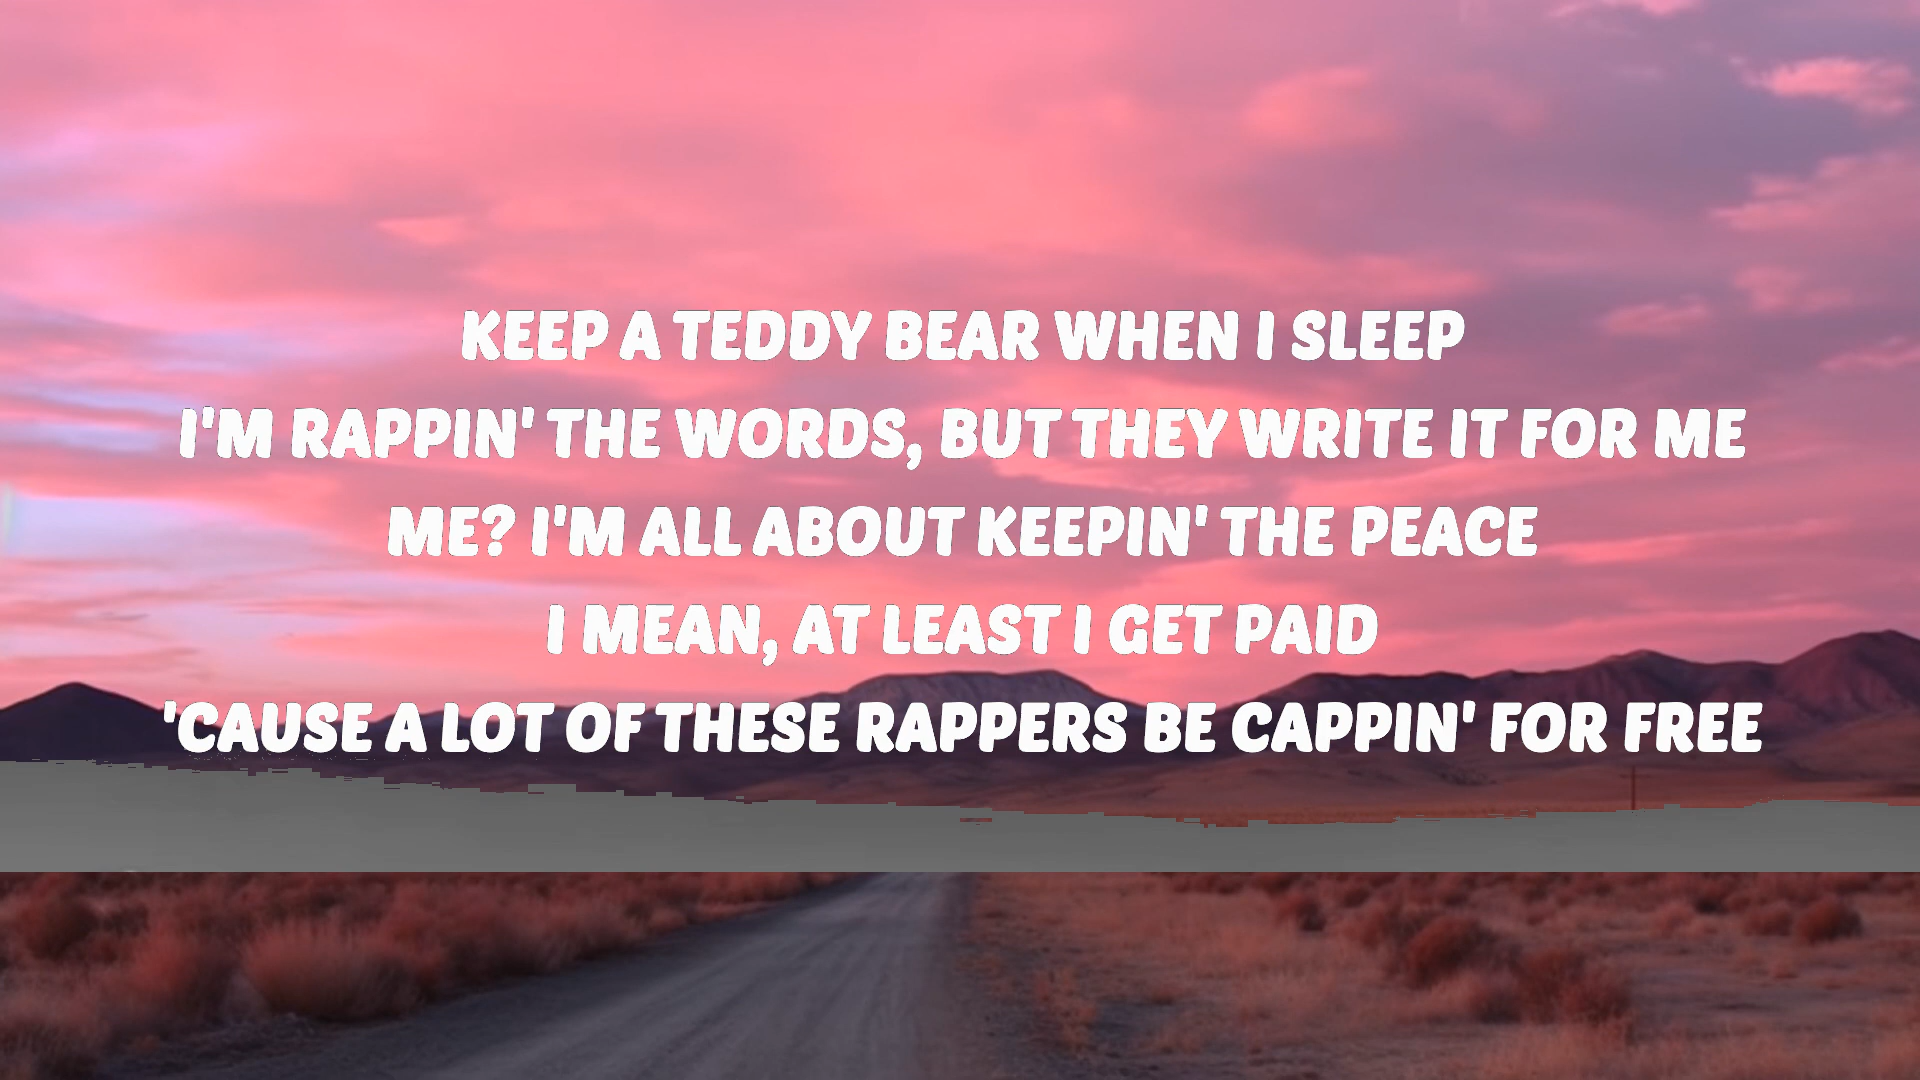 KEEP A TEDDY BEAR WHEN I SLEEP
I'M RAPPIN' THE WORDS, BUT THEY WRITE IT FOR ME
ME? I'M ALL ABOUT KEEPIN' THE PEACE
I MEAN, AT LEAST I GET PAID
'CAUSE A LOT OF THESE RAPPERS BE CAPPIN' FOR FREE